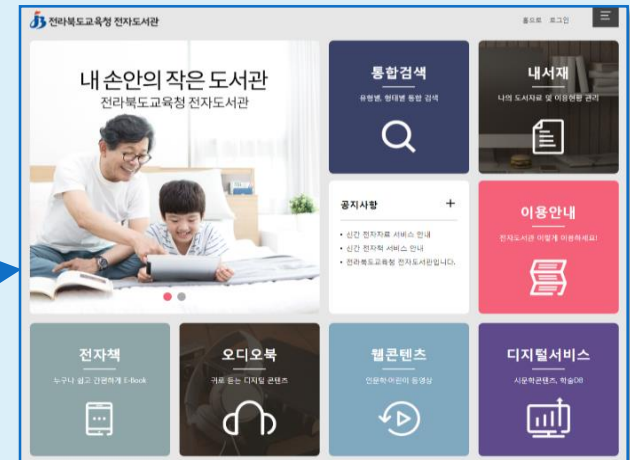 전라북도교육청 전자도서관
홈으로 로그인
내 손안의 작은 도서관
전라북도교육청 전자도서관
통합검색
유형별, 형태별 통합 검색
내서재
나의 도서자료 및 이용현황 관리
공지사항 +
• 신간 전자자료 서비스 안내
• 신간 전자책 서비스 안내
• 전라북도교육청 전자도서관입니다.
이용안내
전자도서관 이렇게 이용하세요!
전자책
누구나 쉽고 간편하게 E-Book
오디오북
귀로 듣는 디지털 콘텐츠
웹콘텐츠
인문학·어린이 동영상
디지털서비스
시문학콘텐츠, 학술DB